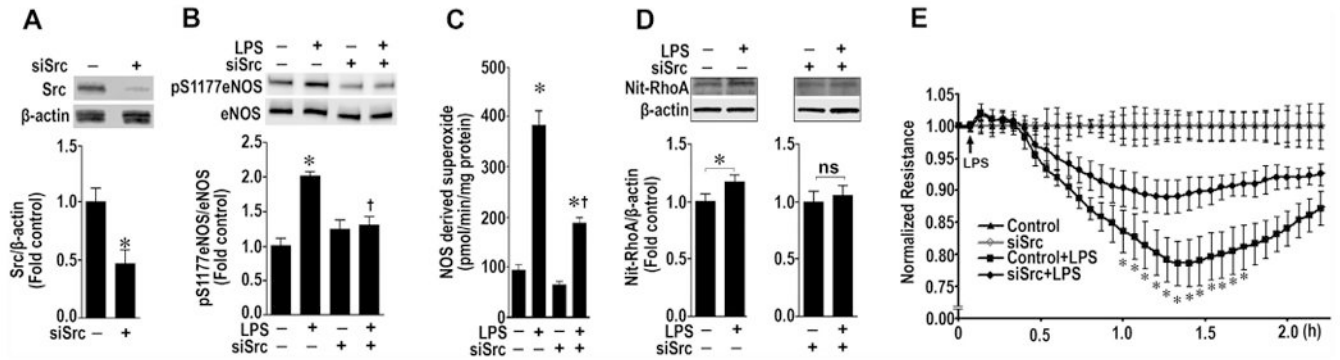 A
siSrc – +
Src
β-actin
Src/β-actin
(Fold control)
1.5
1.0
0.5
0
*
– +
siSrc
B
LPS – + – +
siSrc – – + +
pS1177eNOS
eNOS
pS1177eNOS/eNOS
(Fold control)
2.5
2.0
1.5
1.0
0.5
0
*
†
LPS – + – +
siSrc – – + +
C
NOS derived superoxide
(pmol/min/mg protein)
500
400
300
200
100
0
*
*†
LPS – + – +
siSrc – – + +
D
LPS – + – +
siSrc – – + +
Nit-RhoA
β-actin
Nit-RhoA/β-actin
(Fold control)
1.5
1.0
0.5
0
*
1.5
1.0
0.5
0.0
ns
LPS – + – +
siSrc – – + +
E
Normalized Resistance
1.05
1.00
0.95
0.90
0.85
0.80
0.75
0.00
LPS
Control
siSrc
Control+LPS
siSrc+LPS
* * * * * * * * * * *
0 0.5 1.0 1.5 2.0 (h)